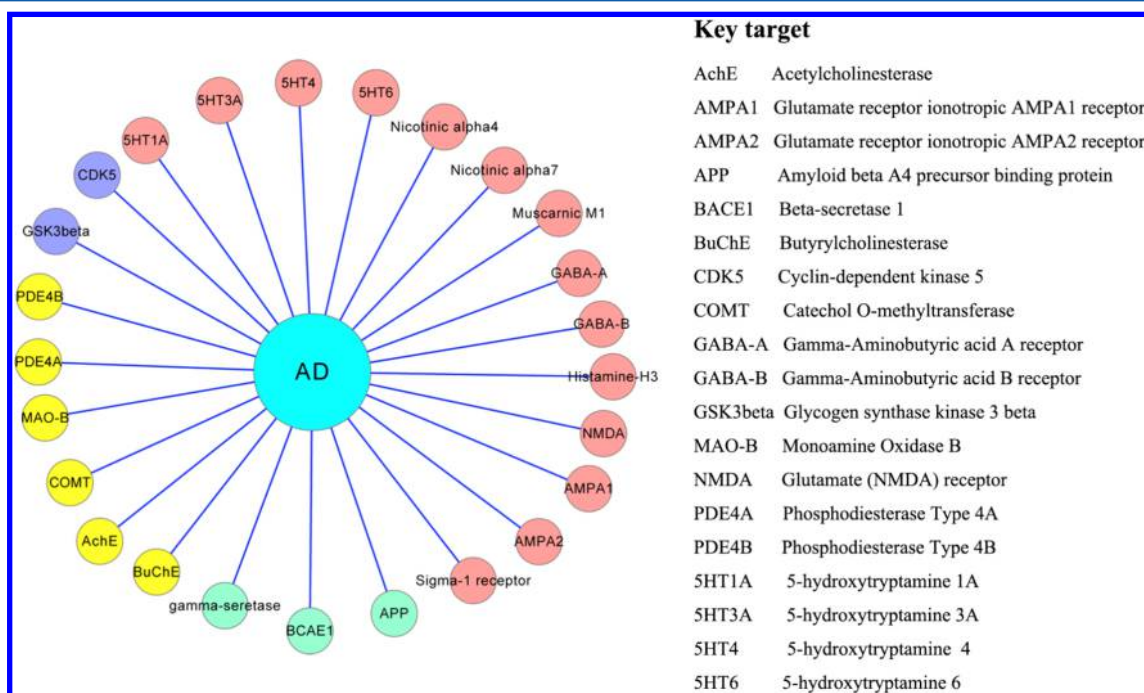 5HT4
5HT3A
5HT6
Nicotinic alpha4
5HT1A
Nicotinic alpha7
CDK5
Muscarnic M1
GSK3beta
GABA-A
PDE4B
GABA-B
PDE4A
AD
Histamine-H3
MAO-B
NMDA
COMT
AMPA1
AchE
AMPA2
BuChE
Sigma-1 receptor
gamma-seretase
APP
BCAE1
Key target
AchE Acetylcholinesterase
AMPA1 Glutamate receptor ionotropic AMPA1 receptor
AMPA2 Glutamate receptor ionotropic AMPA2 receptor
APP Amyloid beta A4 precursor binding protein
BACE1 Beta-secretase 1
BuChE Butyrylcholinesterase
CDK5 Cyclin-dependent kinase 5
COMT Catechol O-methyltransferase
GABA-A Gamma-Aminobutyric acid A receptor
GABA-B Gamma-Aminobutyric acid B receptor
GSK3beta Glycogen synthase kinase 3 beta
MAO-B Monoamine Oxidase B
NMDA Glutamate (NMDA) receptor
PDE4A Phosphodiesterase Type 4A
PDE4B Phosphodiesterase Type 4B
5HT1A 5-hydroxytryptamine 1A
5HT3A 5-hydroxytryptamine 3A
5HT4 5-hydroxytryptamine 4
5HT6 5-hydroxytryptamine 6